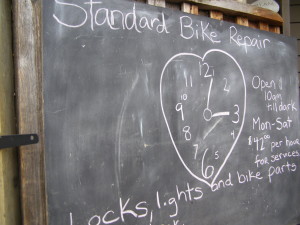 Standard Bike Repair
12
11
2
10
9
3
8
4
7
5
6
Open
10am
till dark
Mon-Sat
$42.00 per hour
for services
Locks, lights and bike parts